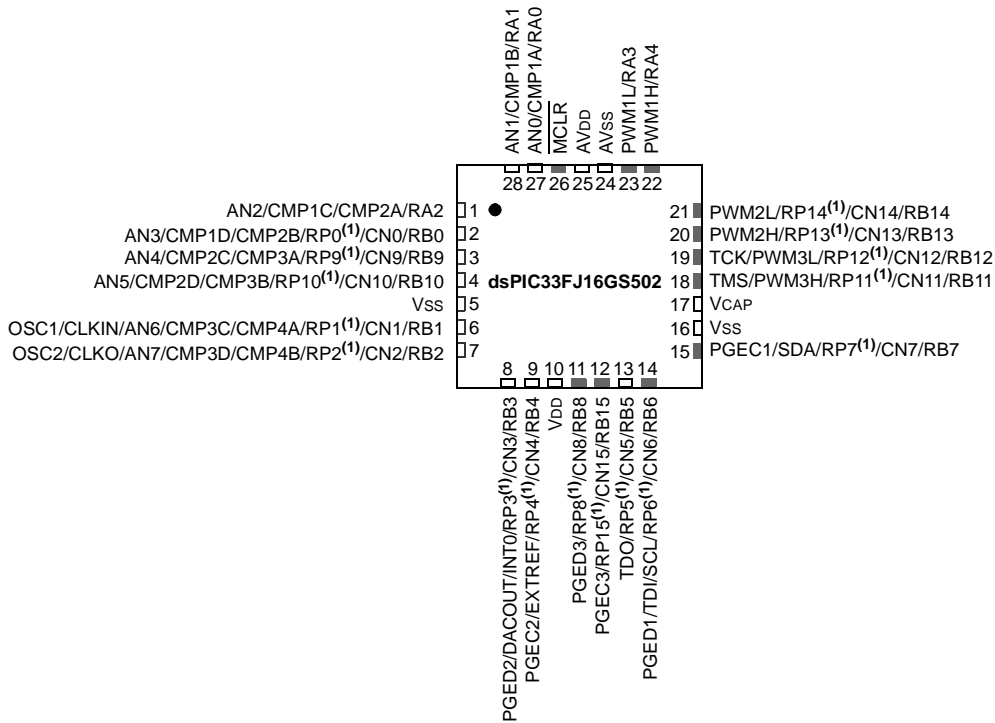 AN1/CMP1B/RA1
AN0/CMP1A/RA0
MCLR
AVDD
AVSS
PWM1L/RA3
PWM1H/RA4
28 27 26 25 24 23 22
AN2/CMP1C/CMP2A/RA2 1
AN3/CMP1D/CMP2B/RP0(1)/CN0/RB0 2
AN4/CMP2C/CMP3A/RP9(1)/CN9/RB9 3
AN5/CMP2D/CMP3B/RP10(1)/CN10/RB10 4
VSS 5
OSC1/CLKIN/AN6/CMP3C/CMP4A/RP1(1)/CN1/RB1 6
OSC2/CLKO/AN7/CMP3D/CMP4B/RP2(1)/CN2/RB2 7
dsPIC33FJ16GS502
21 PWM2L/RP14(1)/CN14/RB14
20 PWM2H/RP13(1)/CN13/RB13
19 TCK/PWM3L/RP12(1)/CN12/RB12
18 TMS/PWM3H/RP11(1)/CN11/RB11
17 VCAP
16 VSS
15 PGEC1/SDA/RP7(1)/CN7/RB7
8 9 10 11 12 13 14
PGED2/DACOUT/INT0/RP3(1)/CN3/RB3
PGEC2/EXTREF/RP4(1)/CN4/RB4
VDD
PGED3/RP8(1)/CN8/RB8
PGEC3/RP15(1)/CN15/RB15
TDO/RP5(1)/CN5/RB5
PGED1/TDI/SCL/RP6(1)/CN6/RB6